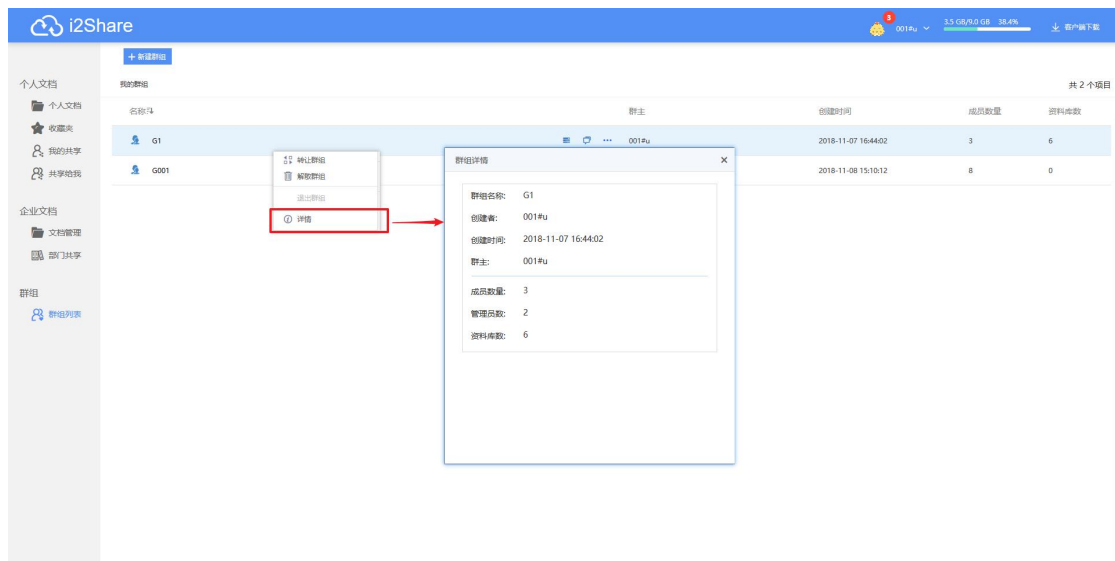 i2Share
3
001#u
3.5 GB/9.0 GB 38.4%
客户端下载
新建群组
个人文档
我的群组
共 2 个项目
个人文档
名称
群主
创建时间
成员数量
资料库数
收藏夹
G1
001#u
2018-11-07 16:44:02
3
6
我的共享
共享给我
G001
2018-11-08 15:10:12
8
0
转让群组
解散群组
退出群组
详情
群组详情
群组名称: G1
创建者: 001#u
创建时间: 2018-11-07 16:44:02
群主: 001#u
成员数量: 3
管理员数: 2
资料库数: 6
企业文档
文档管理
部门共享
群组
群组列表